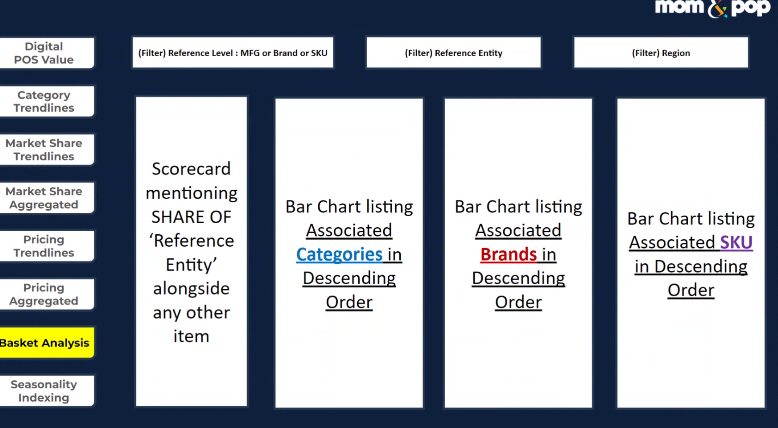 mom & pop
Digital
POS Value
Category
Trendlines
Market Share
Trendlines
Market Share
Aggregated
Pricing
Trendlines
Pricing
Aggregated
Basket Analysis
Seasonality
Indexing
(Filter) Reference Level : MFG or Brand or SKU
(Filter) Reference Entity
(Filter) Region
Scorecard
mentioning
SHARE OF
‘Reference
Entity’
alongside
any other
item
Bar Chart listing
Associated
Categories in
Descending
Order
Bar Chart listing
Associated
Brands in
Descending
Order
Bar Chart listing
Associated SKU
in Descending
Order